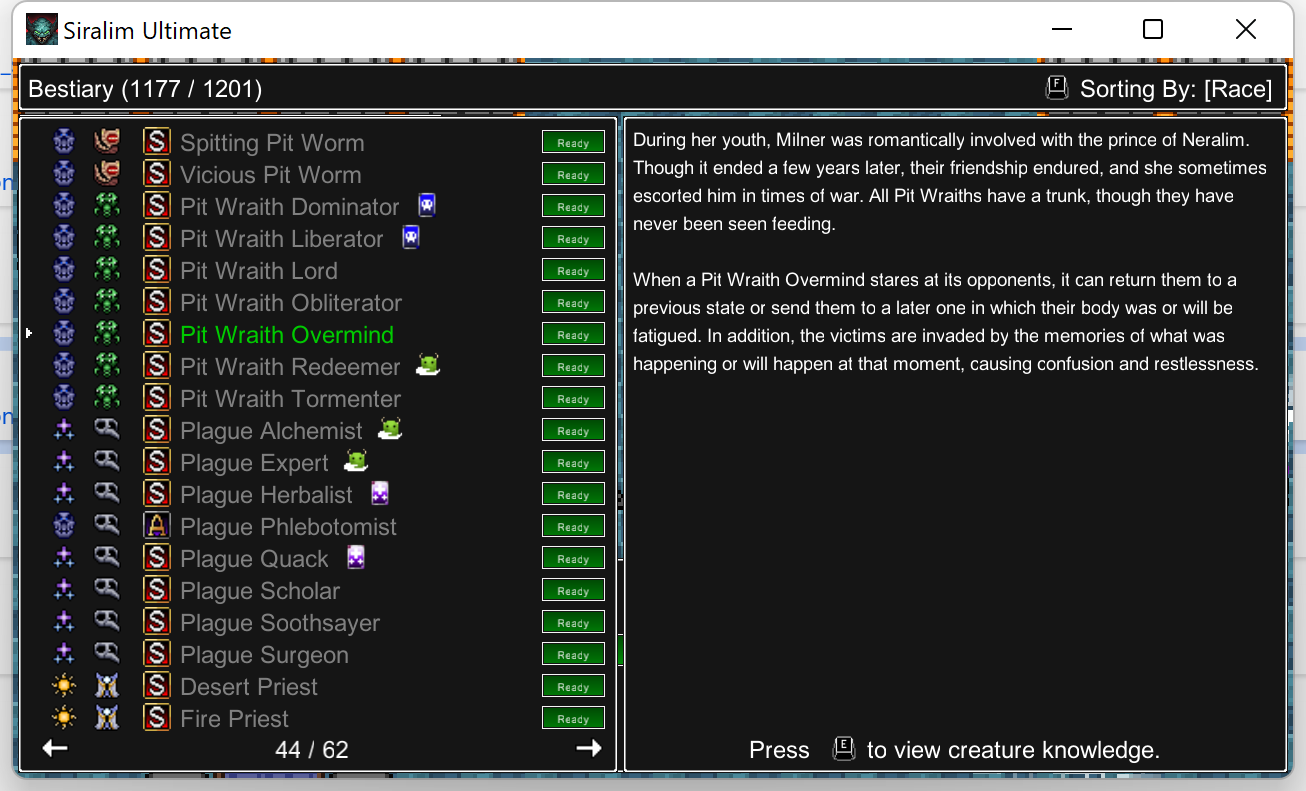 Siralim Ultimate
Bestiary (1177 / 1201)
F Sorting By: [Race]
S Spitting Pit Worm Ready
S Vicious Pit Worm Ready
S Pit Wraith Dominator Ready
S Pit Wraith Liberator Ready
S Pit Wraith Lord Ready
S Pit Wraith Obliterator Ready
S Pit Wraith Overmind Ready
S Pit Wraith Redeemer Ready
S Pit Wraith Tormenter Ready
S Plague Alchemist Ready
S Plague Expert Ready
S Plague Herbalist Ready
A Plague Phlebotomist Ready
S Plague Quack Ready
S Plague Scholar Ready
S Plague Soothsayer Ready
S Plague Surgeon Ready
S Desert Priest Ready
S Fire Priest Ready
44 / 62
During her youth, Milner was romantically involved with the prince of Neralim.
Though it ended a few years later, their friendship endured, and she sometimes
escorted him in times of war. All Pit Wraiths have a trunk, though they have
never been seen feeding.
When a Pit Wraith Overmind stares at its opponents, it can return them to a
previous state or send them to a later one in which their body was or will be
fatigued. In addition, the victims are invaded by the memories of what was
happening or will happen at that moment, causing confusion and restlessness.
Press E to view creature knowledge.